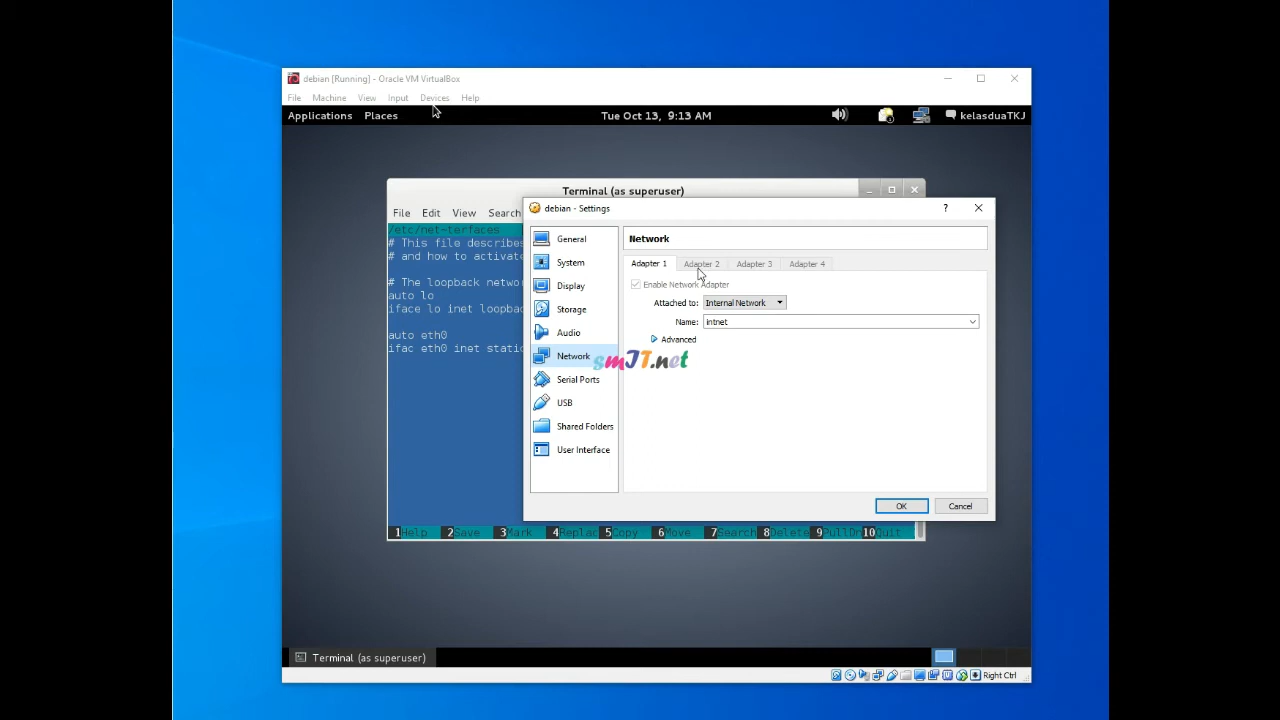 debian [Running] - Oracle VM VirtualBox
File Machine View Input Devices Help
Applications Places Tue Oct 13, 9:13 AM kelasduaTKJ
Terminal (as superuser)
File Edit View Search
/etc/net-terfaces
# This file describes
# and how to activate
# The loopback networ
auto lo
iface lo inet loopbac
auto eth0
ifac eth0 inet static
debian - Settings
General
System
Display
Storage
Audio
Network
Serial Ports
USB
Shared Folders
User Interface
Network
Adapter 1 Adapter 2 Adapter 3 Adapter 4
Enable Network Adapter
Attached to: Internal Network
Name: intnet
Advanced
smIT.net
OK Cancel
1Help 2Save 3Mark 4Replac 5Copy 6Move 7Search 8Delete 9PullDn 10Quit
Terminal (as superuser)
Right Ctrl